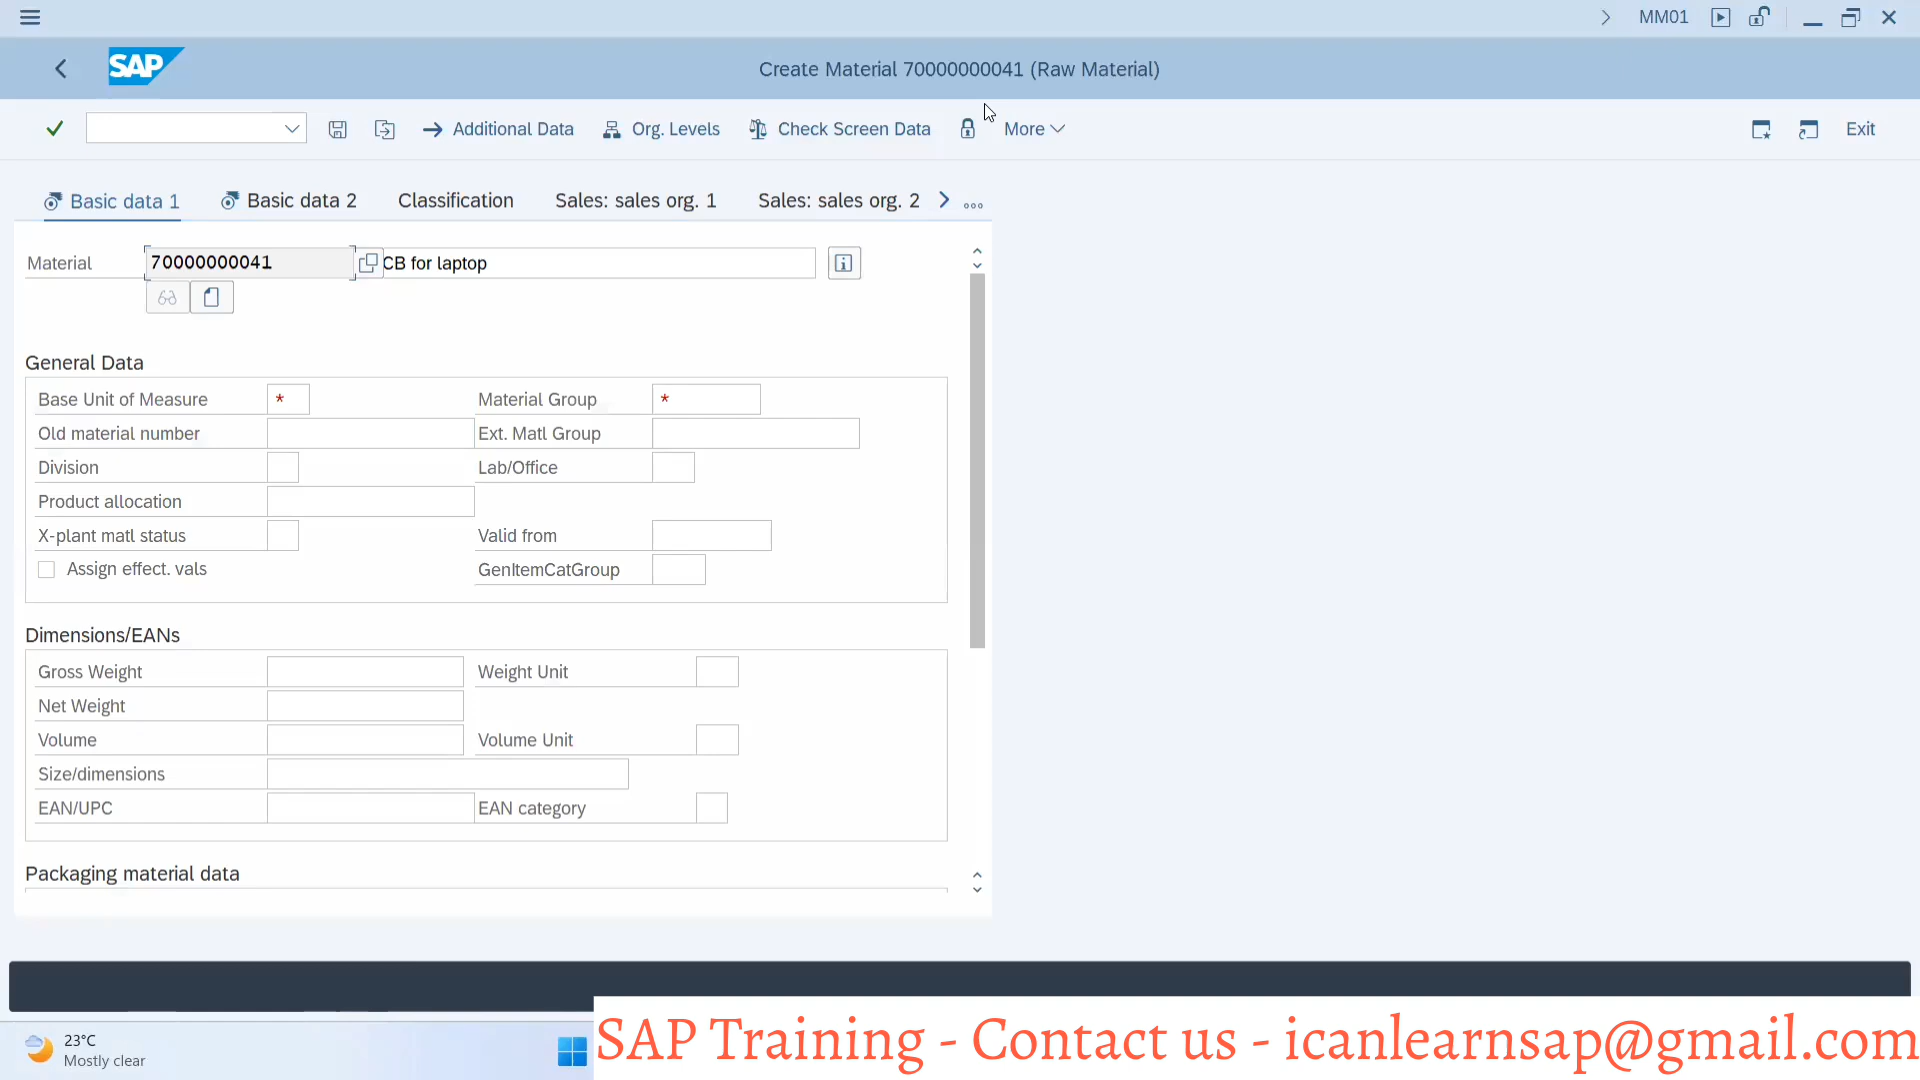 MM01
SAP
Create Material 70000000041 (Raw Material)
Additional Data
Org. Levels
Check Screen Data
More
Exit
Basic data 1
Basic data 2
Classification
Sales: sales org. 1
Sales: sales org. 2
Material
70000000041
CB for laptop
General Data
Base Unit of Measure
*
Material Group
*
Old material number
Ext. Matl Group
Division
Lab/Office
Product allocation
X-plant matl status
Valid from
Assign effect. vals
GenItemCatGroup
Dimensions/EANs
Gross Weight
Weight Unit
Net Weight
Volume
Volume Unit
Size/dimensions
EAN/UPC
EAN category
Packaging material data
23°C
Mostly clear
SAP Training - Contact us - icanlearnsap@gmail.com